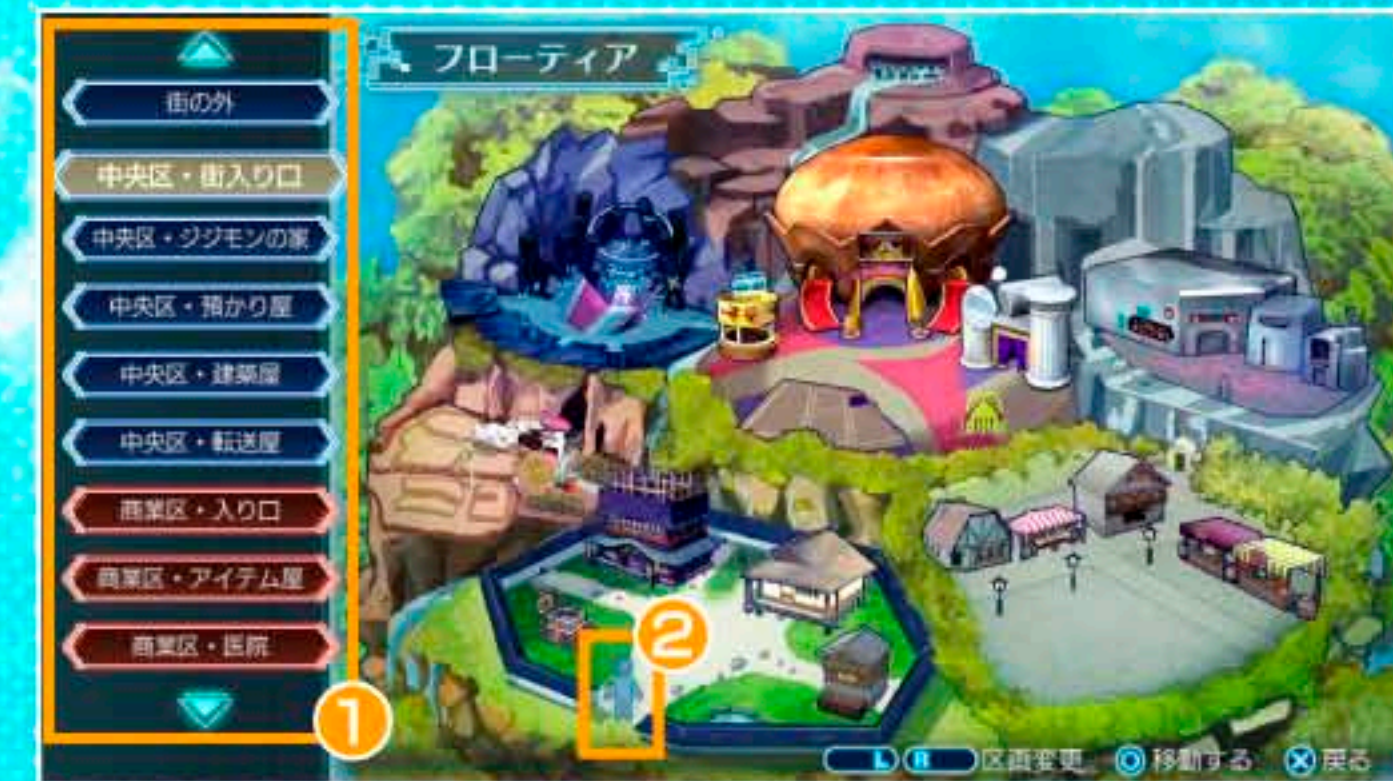 フローティア
街の外
中央区・街入り口
中央区・ジジモンの家
中央区・預かり屋
中央区・建築屋
中央区・転送屋
商業区・入り口
商業区・アイテム屋
商業区・医院
1
2
L R 区画変更 ○移動する ×戻る